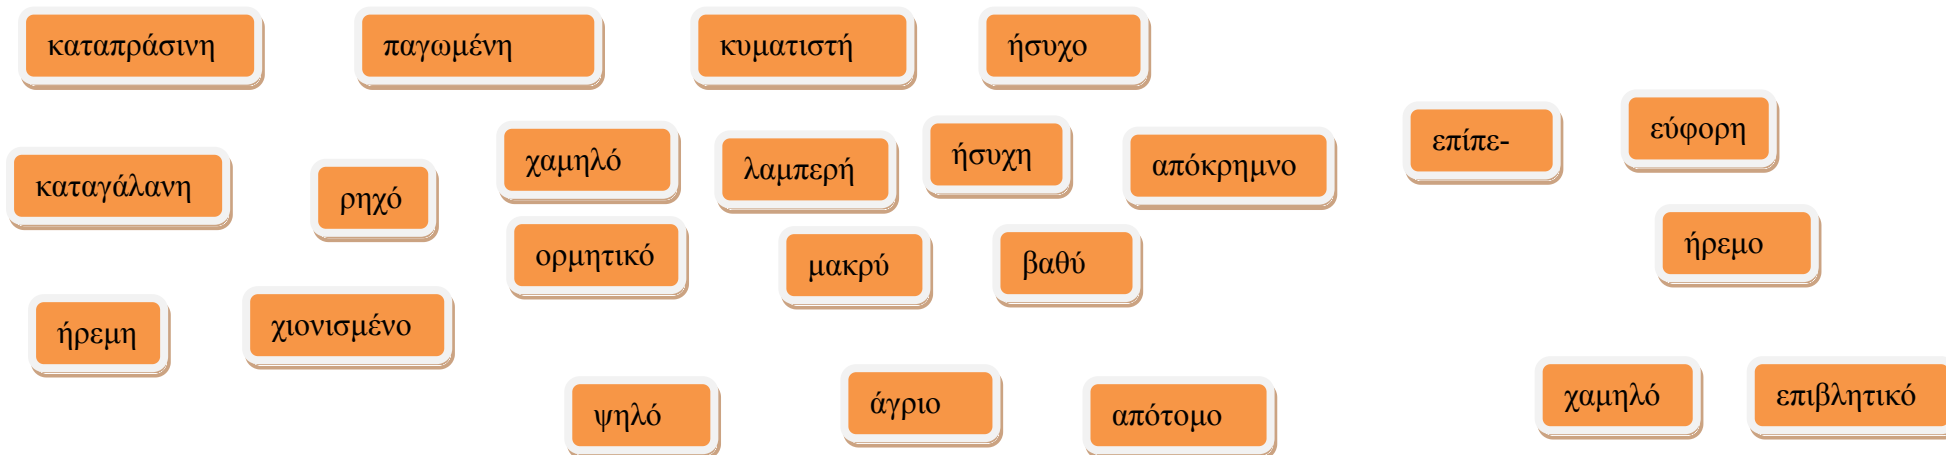 καταπράσινη
παγωμένη
κυματιστή
ήσυχο
επίπε-
εύφορη
καταγάλανη
ρηχό
χαμηλό
λαμπερή
ήσυχη
απόκρημνο
ορμητικό
μακρύ
βαθύ
ήρεμο
ήρεμη
χιονισμένο
ψηλό
άγριο
απότομο
χαμηλό
επιβλητικό